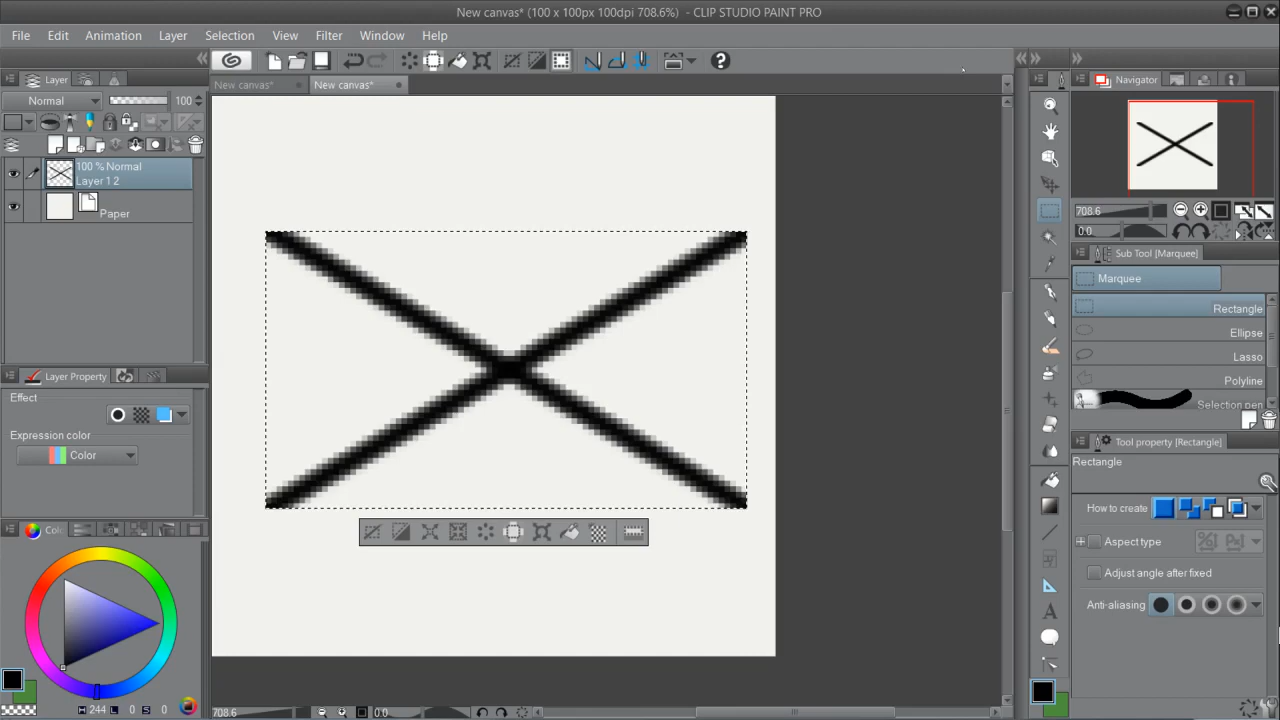 New canvas* (100 x 100px 100dpi 708.6%) - CLIP STUDIO PAINT PRO
File Edit Animation Layer Selection View Filter Window Help
Layer
New canvas* New canvas*
Navigator
Normal 100
100 % Normal
Layer 1 2
Paper
708.6
0.0
Sub Tool [Marquee]
Marquee
Rectangle
Ellipse
Lasso
Polyline
Selection pen
Layer Property
Effect
Expression color
Color
Tool property [Rectangle]
Rectangle
How to create
Aspect type
Adjust angle after fixed
Anti-aliasing
A
H 244 L 0 S 0
708.6 0.0